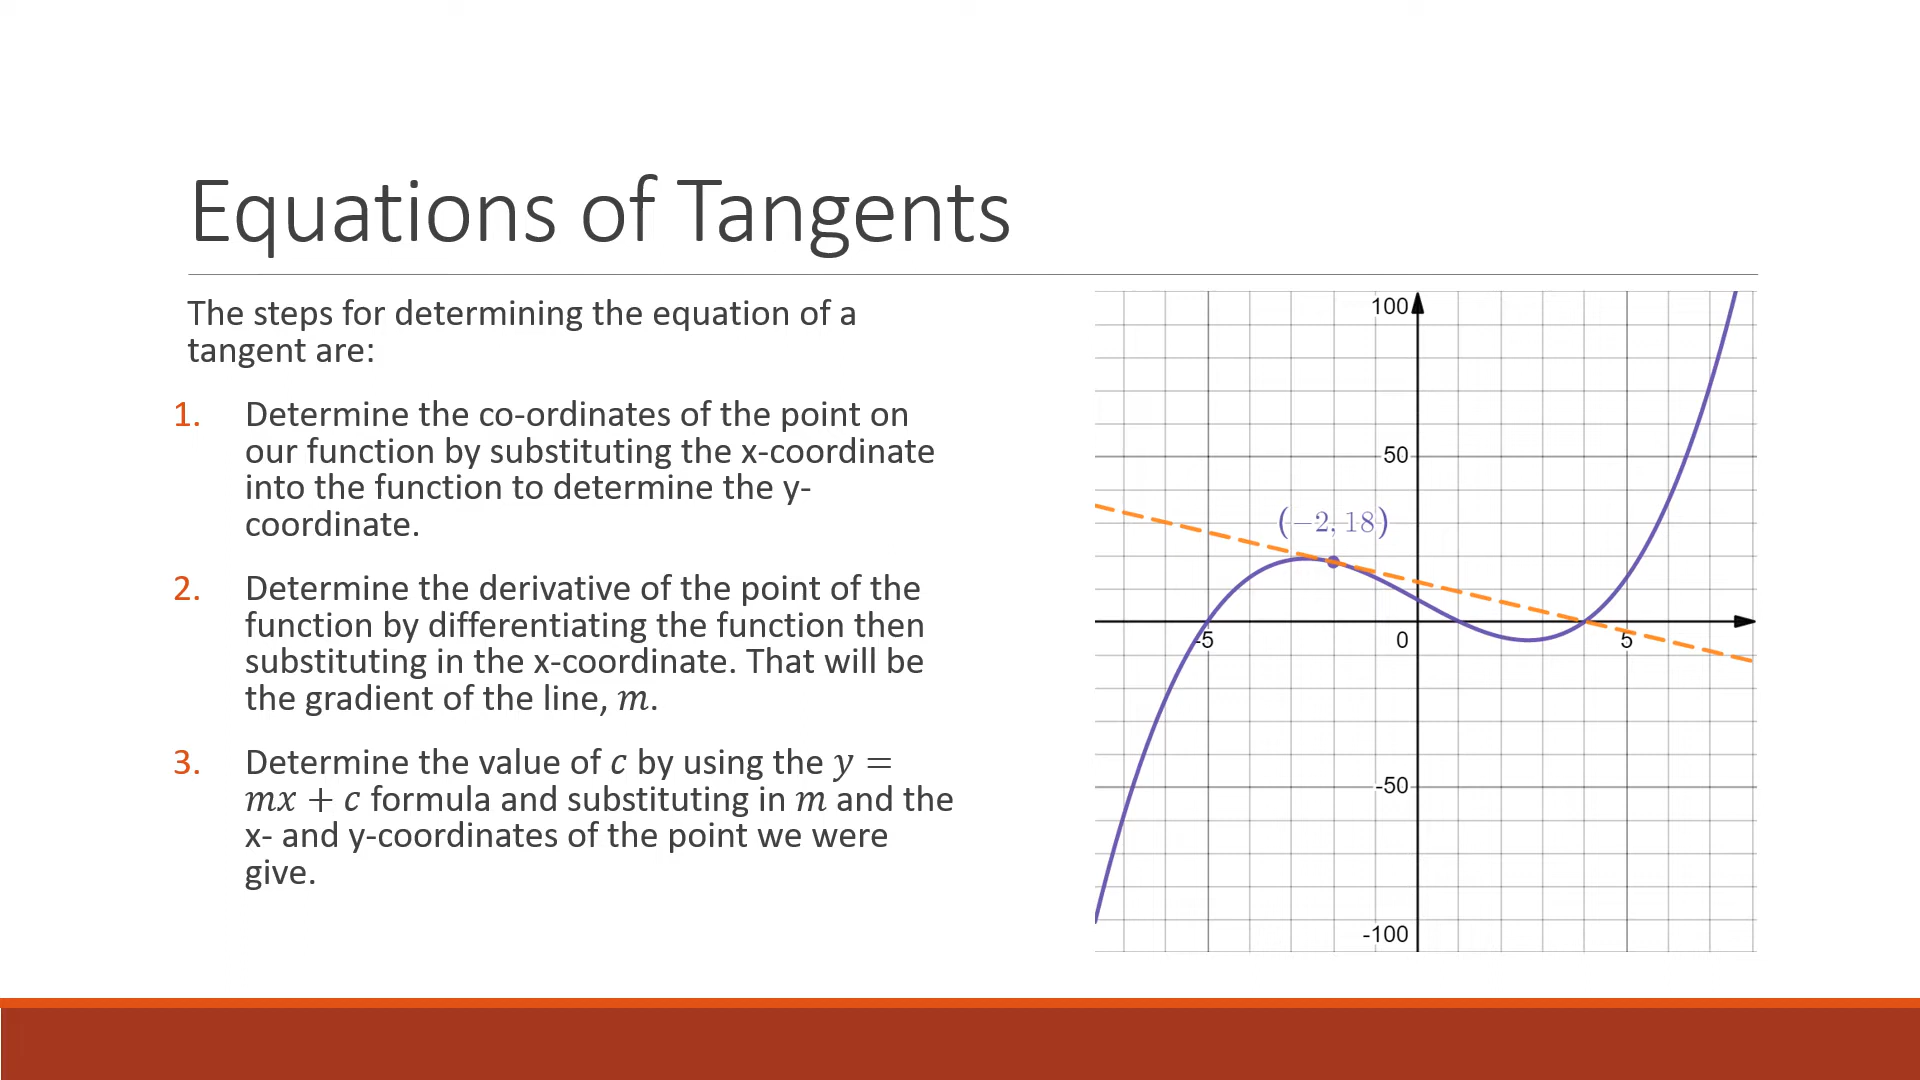 Equations of Tangents
The steps for determining the equation of a
tangent are:
1. Determine the co-ordinates of the point on
our function by substituting the x-coordinate
into the function to determine the y-
coordinate.
2. Determine the derivative of the point of the
function by differentiating the function then
substituting in the x-coordinate. That will be
the gradient of the line, m.
3. Determine the value of c by using the y =
mx + c formula and substituting in m and the
x- and y-coordinates of the point we were
give.
100
50
(−2, 18)
-5
0
5
-50
-100